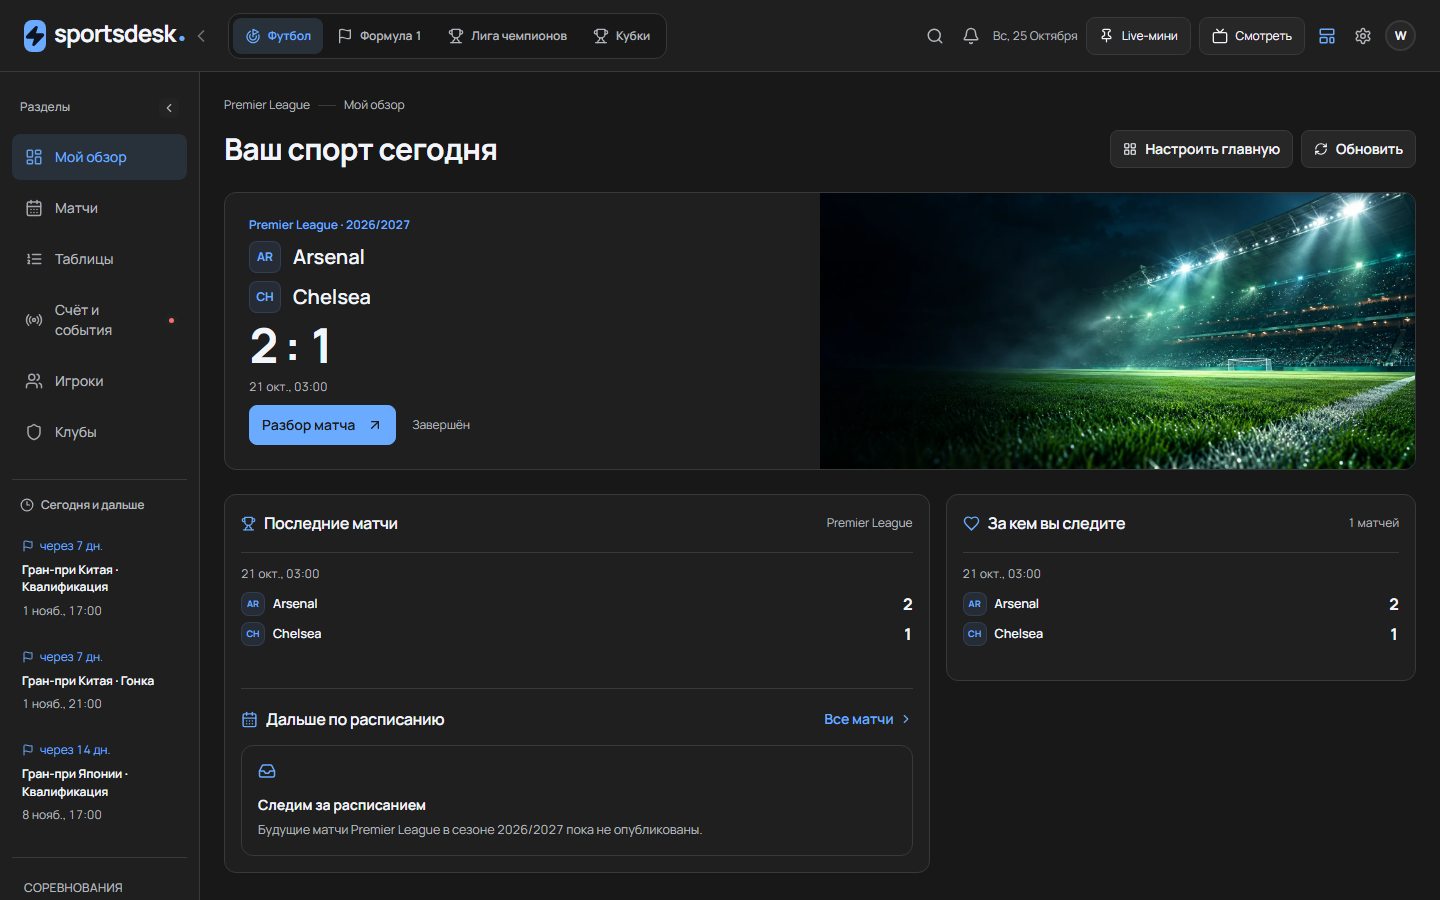 sportsdesk.
Футбол
Формула 1
Лига чемпионов
Кубки
Вс, 25 Октября
Live-мини
Смотреть
W
Разделы
Мой обзор
Матчи
Таблицы
Счёт и
события
Игроки
Клубы
Сегодня и дальше
через 7 дн.
Гран-при Китая ·
Квалификация
1 нояб., 17:00
через 7 дн.
Гран-при Китая · Гонка
1 нояб., 21:00
через 14 дн.
Гран-при Японии ·
Квалификация
8 нояб., 17:00
СОРЕВНОВАНИЯ
Premier League — Мой обзор
Ваш спорт сегодня
Настроить главную
Обновить
Premier League · 2026/2027
AR Arsenal
CH Chelsea
2 : 1
21 окт., 03:00
Разбор матча
Завершён
Последние матчи
Premier League
21 окт., 03:00
AR Arsenal 2
CH Chelsea 1
Дальше по расписанию
Все матчи
Следим за расписанием
Будущие матчи Premier League в сезоне 2026/2027 пока не опубликованы.
За кем вы следите
1 матчей
21 окт., 03:00
AR Arsenal 2
CH Chelsea 1